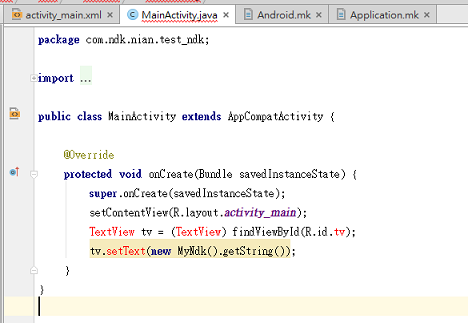 activity_main.xml MainActivity.java Android.mk Application.mk
package com.ndk.nian.test_ndk;
import ...
public class MainActivity extends AppCompatActivity {
@Override
protected void onCreate(Bundle savedInstanceState) {
super.onCreate(savedInstanceState);
setContentView(R.layout.activity_main);
TextView tv = (TextView) findViewById(R.id.tv);
tv.setText(new MyNdk().getString());
}
}